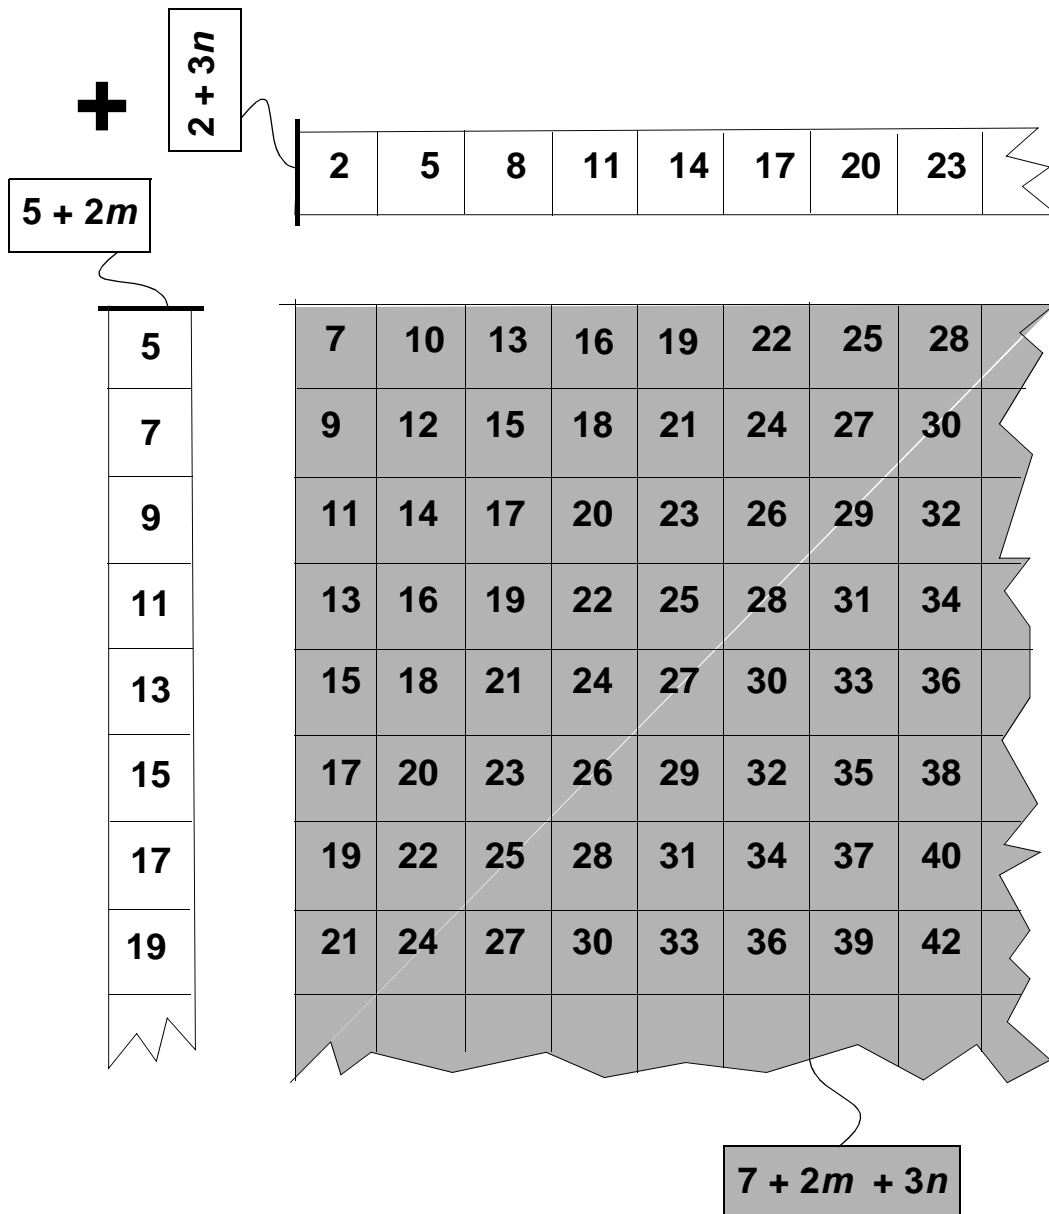 2 + 3n
+
2 5 8 11 14 17 20 23
5 + 2m
5 7 10 13 16 19 22 25 28
7 9 12 15 18 21 24 27 30
9 11 14 17 20 23 26 29 32
11 13 16 19 22 25 28 31 34
13 15 18 21 24 27 30 33 36
15 17 20 23 26 29 32 35 38
17 19 22 25 28 31 34 37 40
19 21 24 27 30 33 36 39 42
7 + 2m + 3n